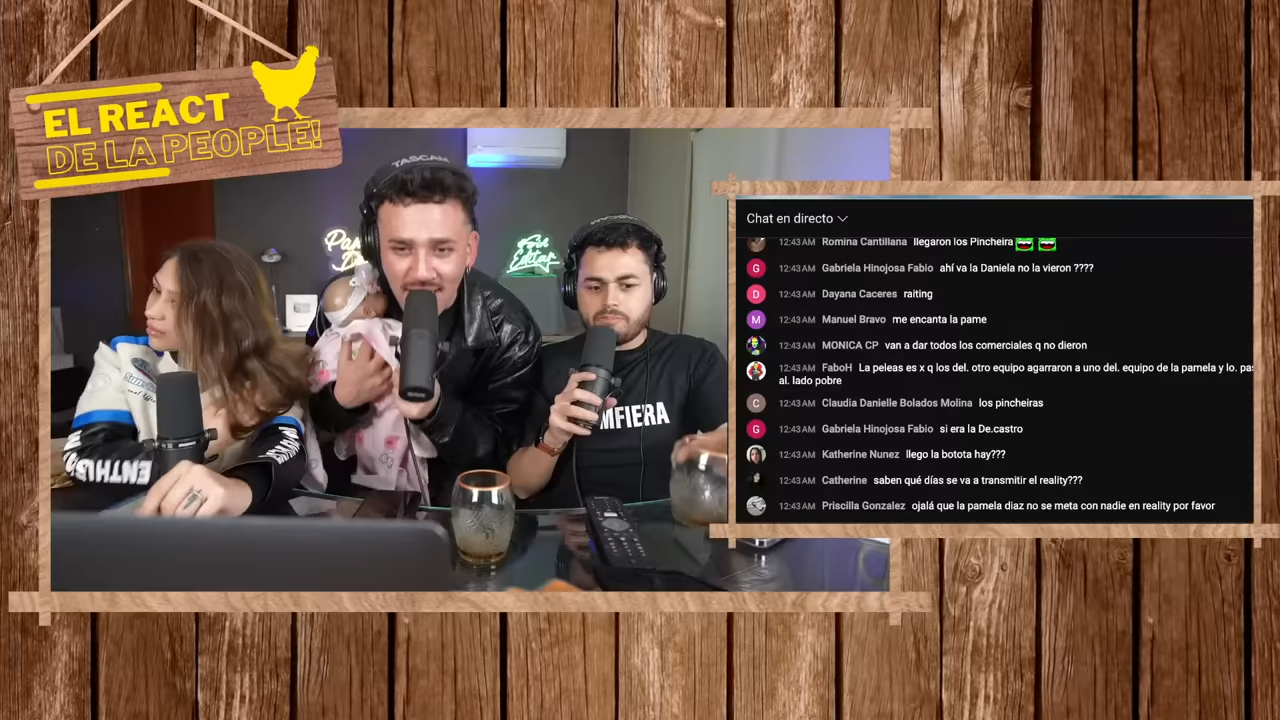 EL REACT
DE LA PEOPLE!
TASCAM
ENTHUS
MFIERA
Chat en directo
12:43 AM Romina Cantillana llegaron los Pincheira
G 12:43 AM Gabriela Hinojosa Fabio ahí va la Daniela no la vieron ????
D 12:43 AM Dayana Caceres raiting
M 12:43 AM Manuel Bravo me encanta la pame
12:43 AM MONICA CP van a dar todos los comerciales q no dieron
12:43 AM FaboH La peleas es x q los del. otro equipo agarraron a uno del. equipo de la pamela y lo. pas
al. lado pobre
C 12:43 AM Claudia Danielle Bolados Molina los pincheiras
G 12:43 AM Gabriela Hinojosa Fabio si era la De.castro
12:43 AM Katherine Nunez llego la botota hay???
12:43 AM Catherine saben qué días se va a transmitir el reality???
12:43 AM Priscilla Gonzalez ojalá que la pamela diaz no se meta con nadie en reality por favor